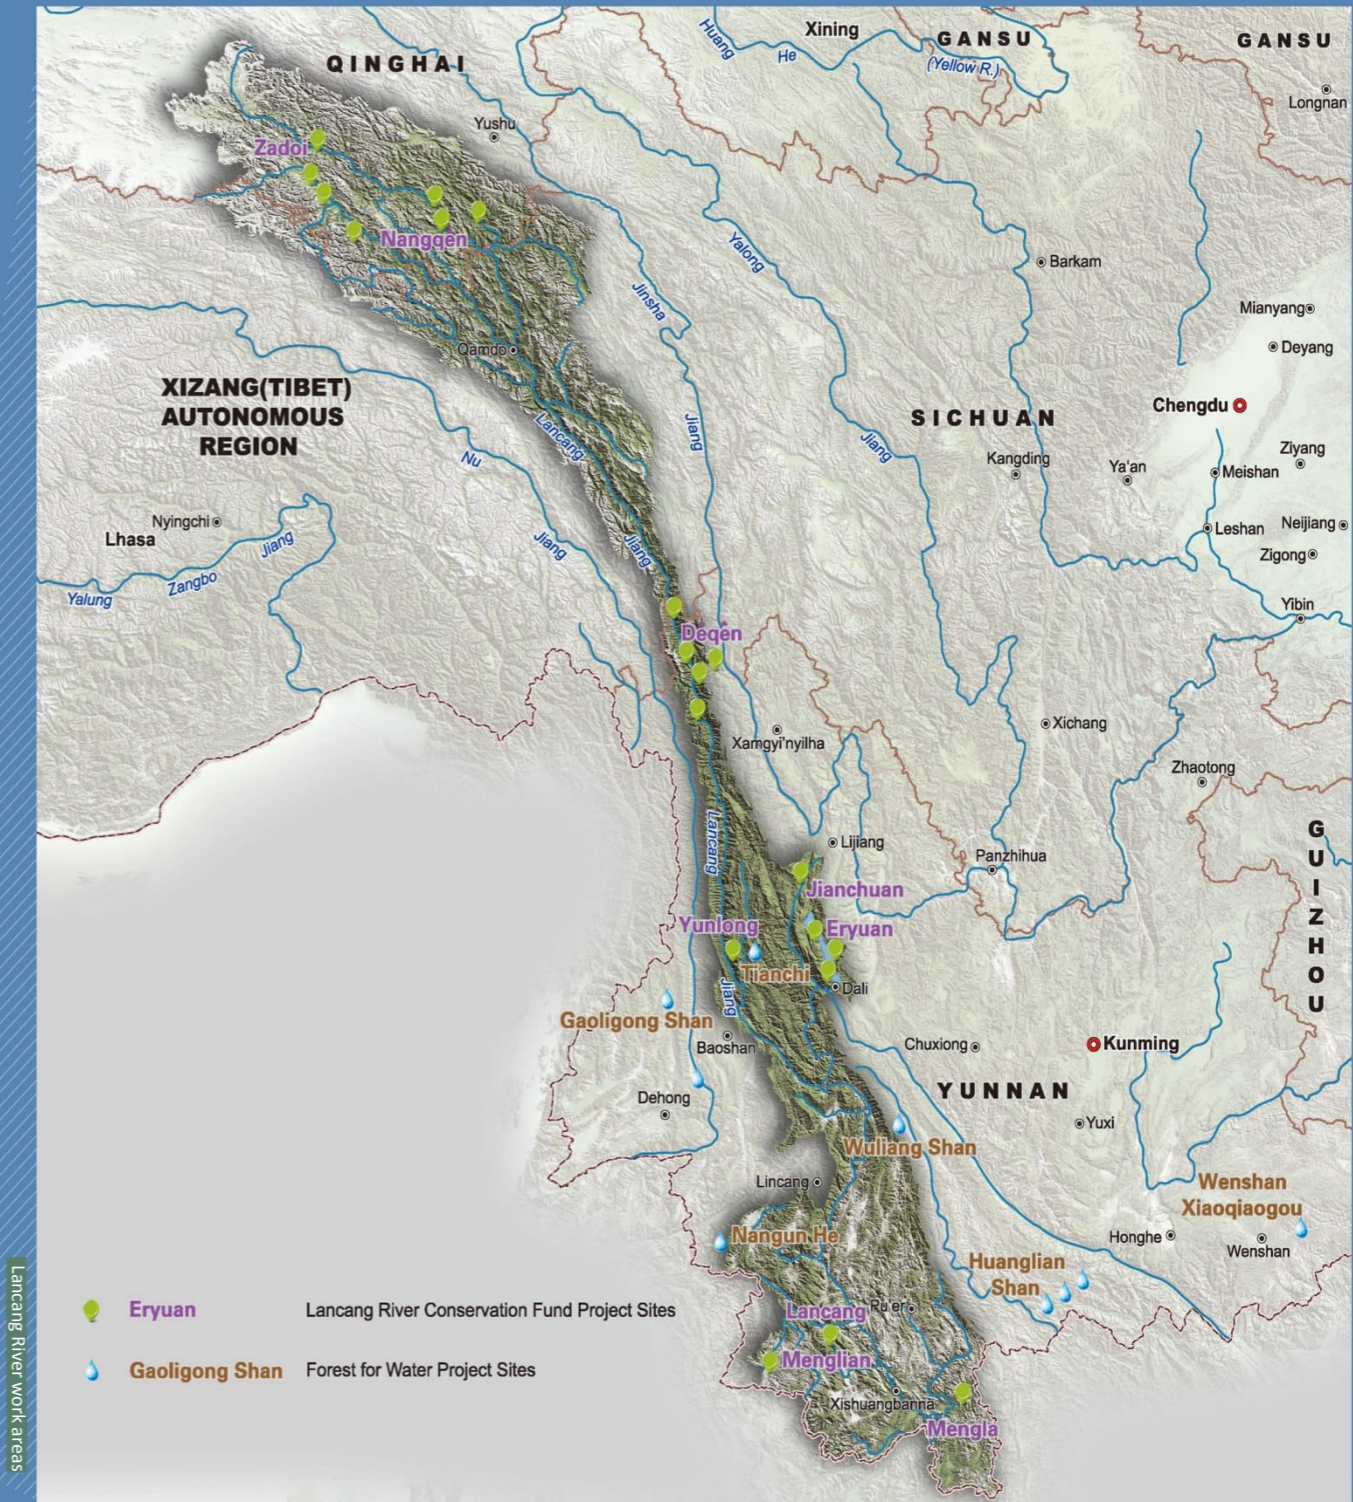 Xining
GANSU
GANSU
QINGHAI
Huang
He
(Yellow R.)
Longnan
Yushu
Zadoi
Nangqên
Yalong
Barkam
Jinsha
Mianyang
Deyang
Qamdo
XIZANG(TIBET)
AUTONOMOUS
REGION
Lancang
Jiang
SICHUAN
Chengdu
Jiang
Nu
Kangding
Ya'an
Ziyang
Meishan
Nyingchi
Lhasa
Jiang
Jiang
Jiang
Leshan
Neijiang
Zigong
Yalung
Zangbo
Yibin
Deqên
Xamgyi'nyilha
Xichang
Zhaotong
Lancang
Lijiang
Panzhihua
GUIZHOU
Jianchuan
Yunlong
Eryuan
Tianchi
Dali
Jiang
Gaoligong Shan
Baoshan
Chuxiong
Kunming
Dehong
YUNNAN
Yuxi
Wuliang Shan
Lincang
Wenshan
Xiaoqiaogou
Nangun He
Honghe
Wenshan
Huanglian
Shan
Lancang
Pu'er
Menglian
Xishuangbanna
Mengla
Eryuan Lancang River Conservation Fund Project Sites
Gaoligong Shan Forest for Water Project Sites
Lancang River work areas